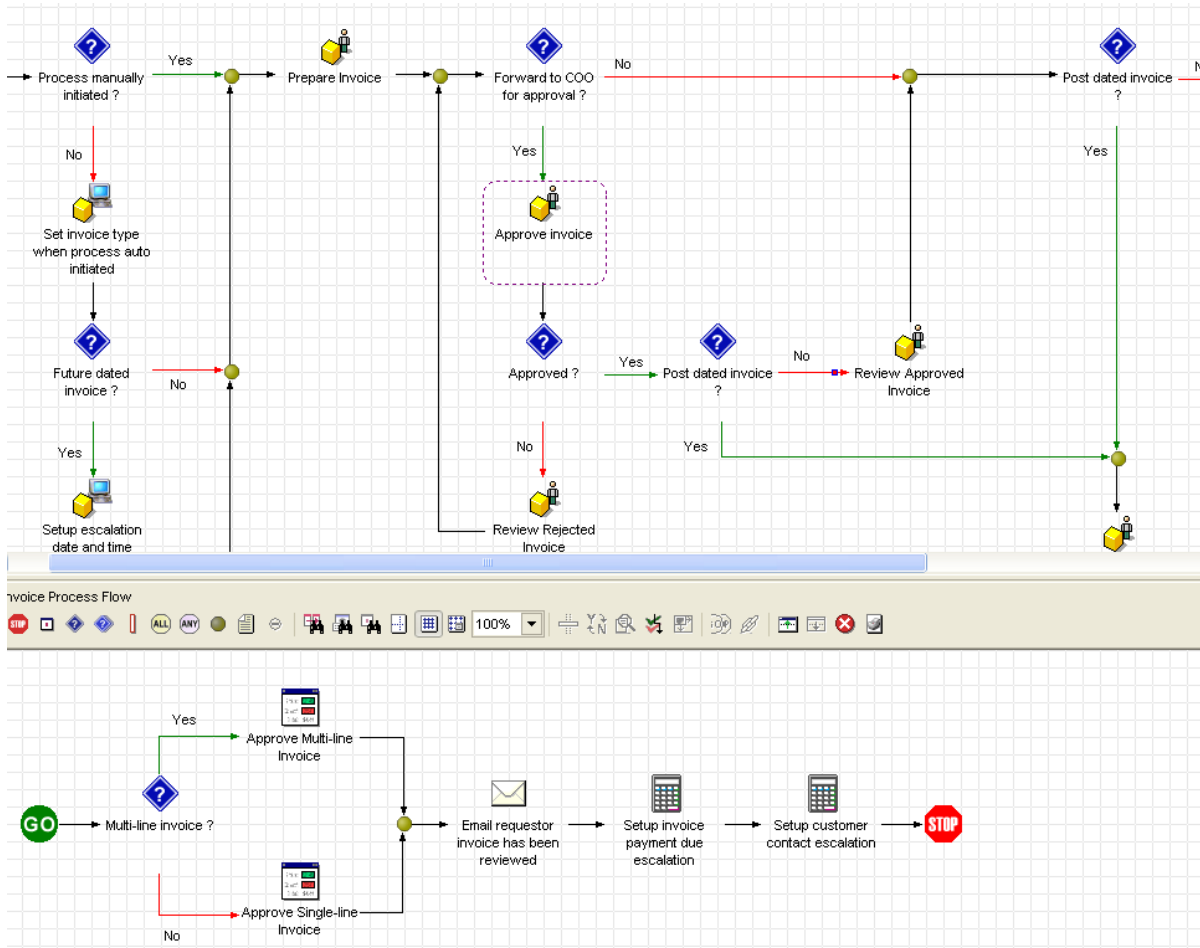 Process manually
initiated ?
Yes
Prepare Invoice
Forward to COO
for approval ?
No
Post dated invoice
?
No
Yes
Yes
Set invoice type
when process auto
initiated
Approve invoice
Future dated
invoice ?
No
Approved ?
Yes
Post dated invoice
?
No
Review Approved
Invoice
Yes
No
Yes
Setup escalation
date and time
Review Rejected
Invoice
nvoice Process Flow
STOP
ALL
ANY
100%
Yes
Approve Multi-line
Invoice
GO
Multi-line invoice ?
Email requestor
invoice has been
reviewed
Setup invoice
payment due
escalation
Setup customer
contact escalation
STOP
Approve Single-line
Invoice
No